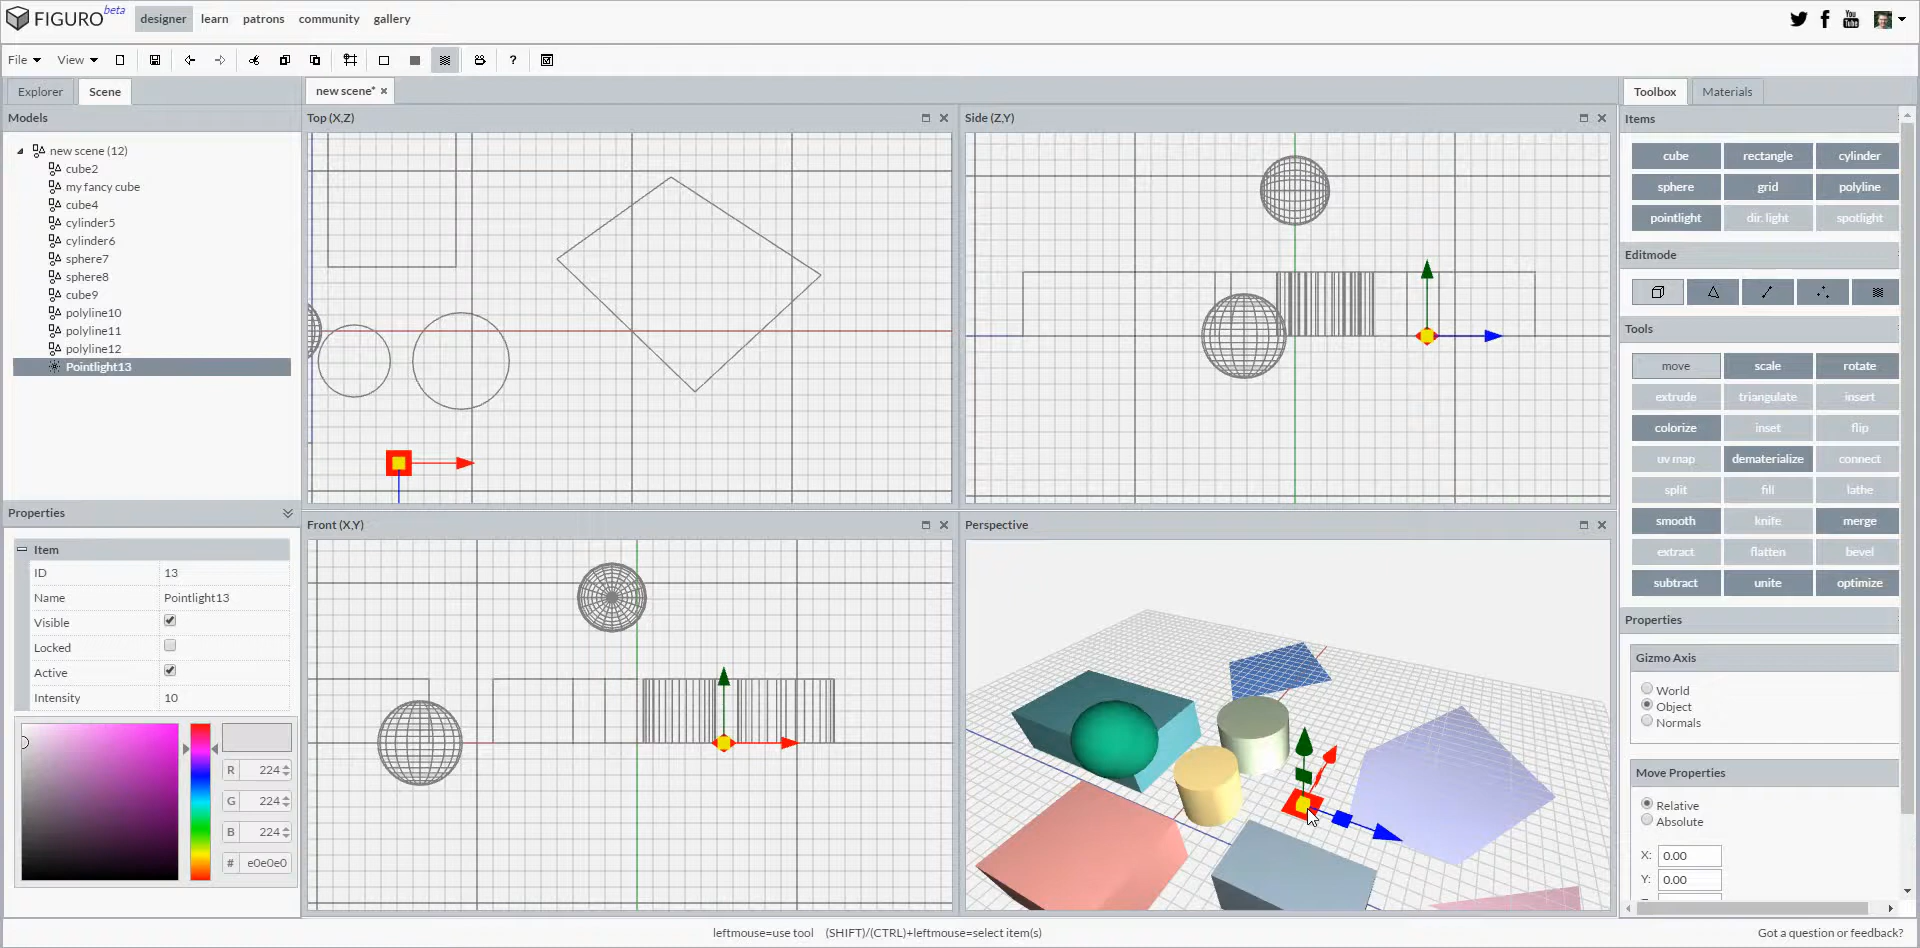 FIGURO beta designer learn patrons community gallery You Tube
File View ?
Explorer Scene new scene* × Toolbox Materials
Models
new scene (12)
cube2
my fancy cube
cube4
cylinder5
cylinder6
sphere7
sphere8
cube9
polyline10
polyline11
polyline12
Pointlight13
Properties
Item
ID 13
Name Pointlight13
Visible
Locked
Active
Intensity 10
R 224
G 224
B 224
# e0e0e0
Top (X,Z)
Side (Z,Y)
Front (X,Y)
Perspective
Items
cube rectangle cylinder
sphere grid polyline
pointlight dir. light spotlight
Editmode
Tools
move scale rotate
extrude triangulate insert
colorize inset flip
uv map dematerialize connect
split fill lathe
smooth knife merge
extract flatten bevel
subtract unite optimize
Properties
Gizmo Axis
World
Object
Normals
Move Properties
Relative
Absolute
X: 0.00
Y: 0.00
leftmouse=use tool (SHIFT)/(CTRL)+leftmouse=select item(s)
Got a question or feedback?